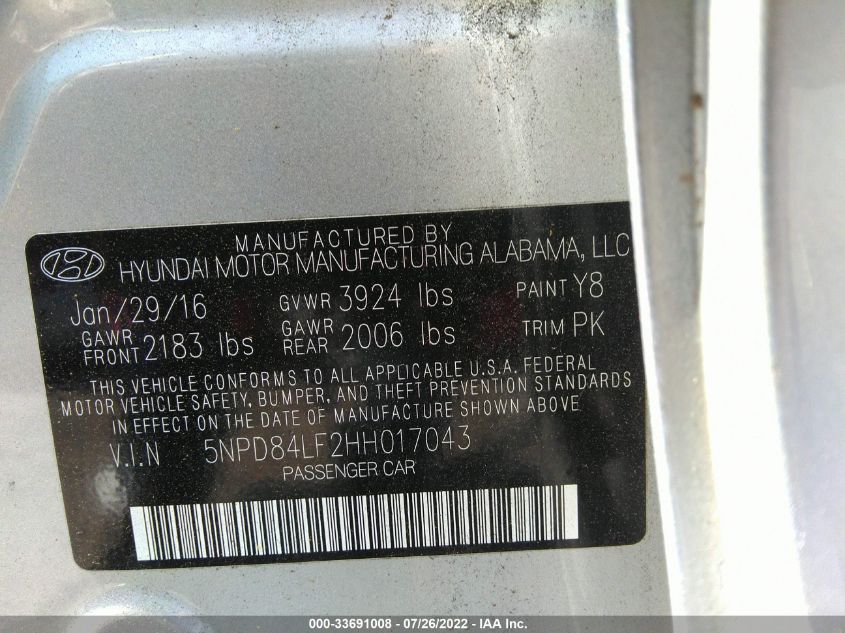 MANUFACTURED BY
HYUNDAI MOTOR MANUFACTURING ALABAMA, LLC
Jan/29/16 GVWR 3924 lbs PAINT Y8
GAWR FRONT 2183 lbs GAWR REAR 2006 lbs TRIM PK
THIS VEHICLE CONFORMS TO ALL APPLICABLE U.S.A. FEDERAL
MOTOR VEHICLE SAFETY, BUMPER, AND THEFT PREVENTION STANDARDS
IN EFFECT ON THE DATE OF MANUFACTURE SHOWN ABOVE
V.I.N 5NPD84LF2HH017043
PASSENGER CAR
000-33691008 - 07/26/2022 - IAA Inc.